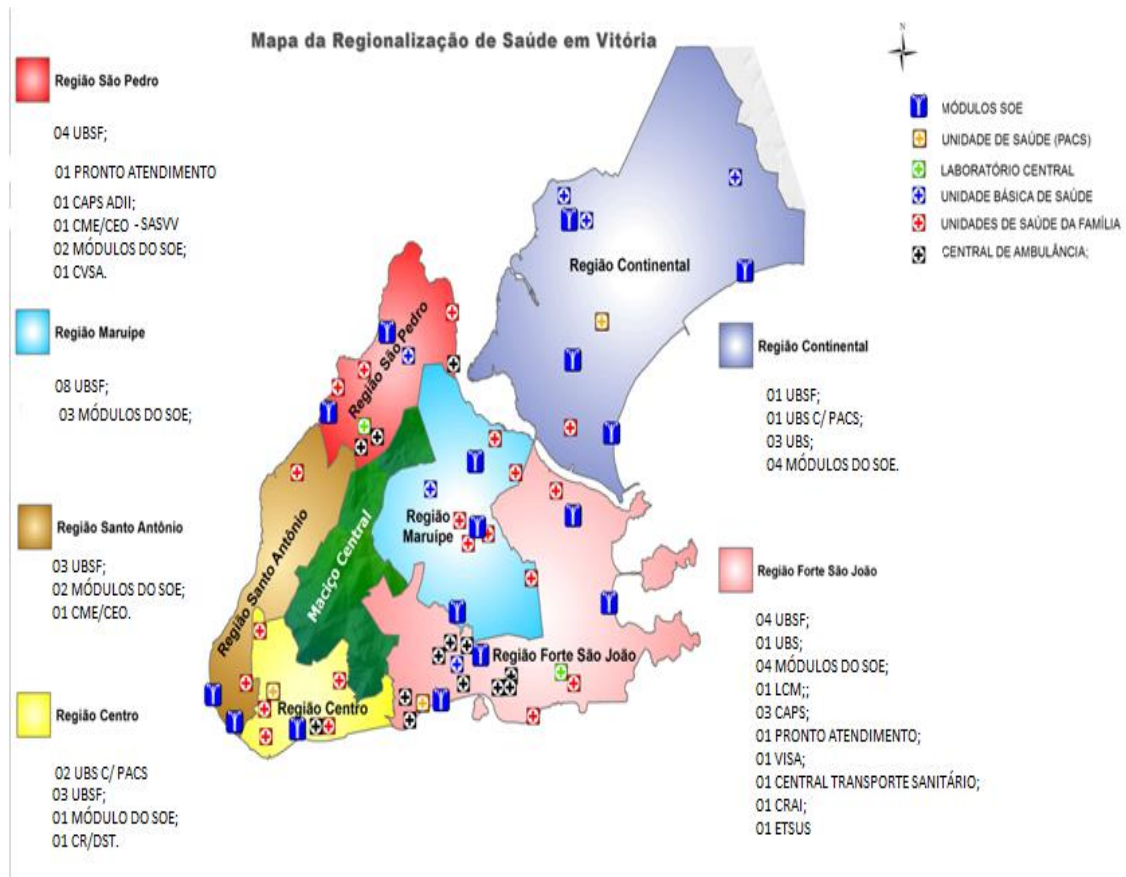 Mapa da Regionalização de Saúde em Vitória
N
Região São Pedro
04 UBSF;
01 PRONTO ATENDIMENTO
01 CAPS ADII;
01 CME/CEO - SASVV
02 MÓDULOS DO SOE;
01 CVSA.
Região Maruípe
08 UBSF;
03 MÓDULOS DO SOE;
Região Santo Antônio
03 UBSF;
02 MÓDULOS DO SOE;
01 CME/CEO.
Região Centro
02 UBS C/ PACS
03 UBSF;
01 MÓDULO DO SOE;
01 CR/DST.
Região Continental
Região São Pedro
Região Maruípe
Região Santo Antônio
Maciço Central
Região Forte São João
Região Centro
MÓDULOS SOE
UNIDADE DE SAÚDE (PACS)
LABORATÓRIO CENTRAL
UNIDADE BÁSICA DE SAÚDE
UNIDADES DE SAÚDE DA FAMÍLIA
CENTRAL DE AMBULÂNCIA;
Região Continental
01 UBSF;
01 UBS C/ PACS;
03 UBS;
04 MÓDULOS DO SOE.
Região Forte São João
04 UBSF;
01 UBS;
04 MÓDULOS DO SOE;
01 LCM;;
03 CAPS;
01 PRONTO ATENDIMENTO;
01 VISA;
01 CENTRAL TRANSPORTE SANITÁRIO;
01 CRAI;
01 ETSUS